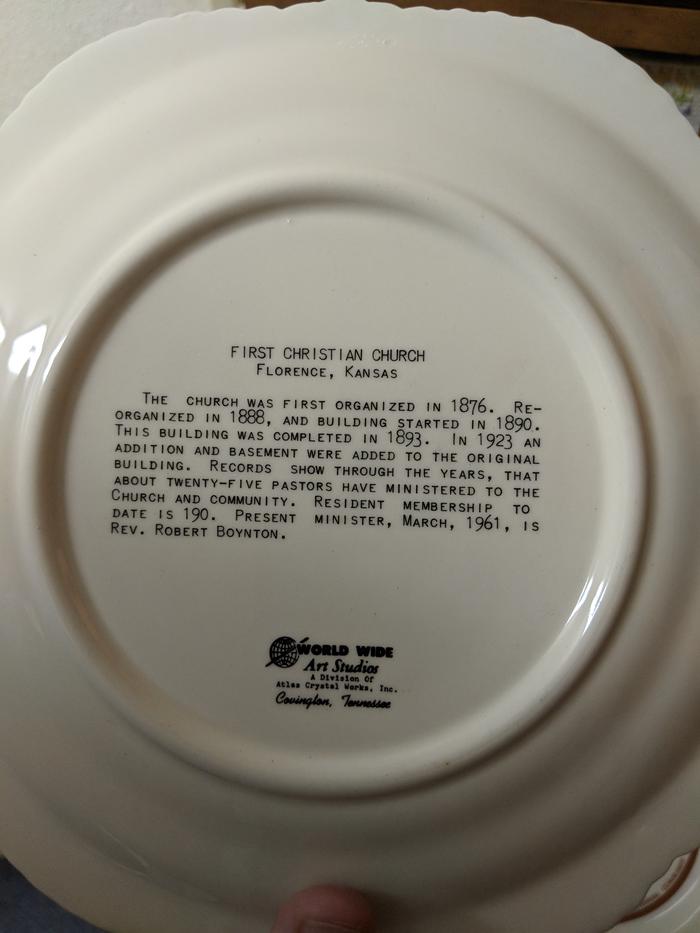 FIRST CHRISTIAN CHURCH
FLORENCE, KANSAS
THE CHURCH WAS FIRST ORGANIZED IN 1876. RE-
ORGANIZED IN 1888, AND BUILDING STARTED IN 1890.
THIS BUILDING WAS COMPLETED IN 1893. IN 1923 AN
ADDITION AND BASEMENT WERE ADDED TO THE ORIGINAL
BUILDING. RECORDS SHOW THROUGH THE YEARS, THAT
ABOUT TWENTY-FIVE PASTORS HAVE MINISTERED TO THE
CHURCH AND COMMUNITY. RESIDENT MEMBERSHIP TO
DATE IS 190. PRESENT MINISTER, MARCH, 1961, IS
REV. ROBERT BOYNTON.
WORLD WIDE
Art Studios
A Division Of
Atlas Crystal Works, Inc.
Covington, Tennessee